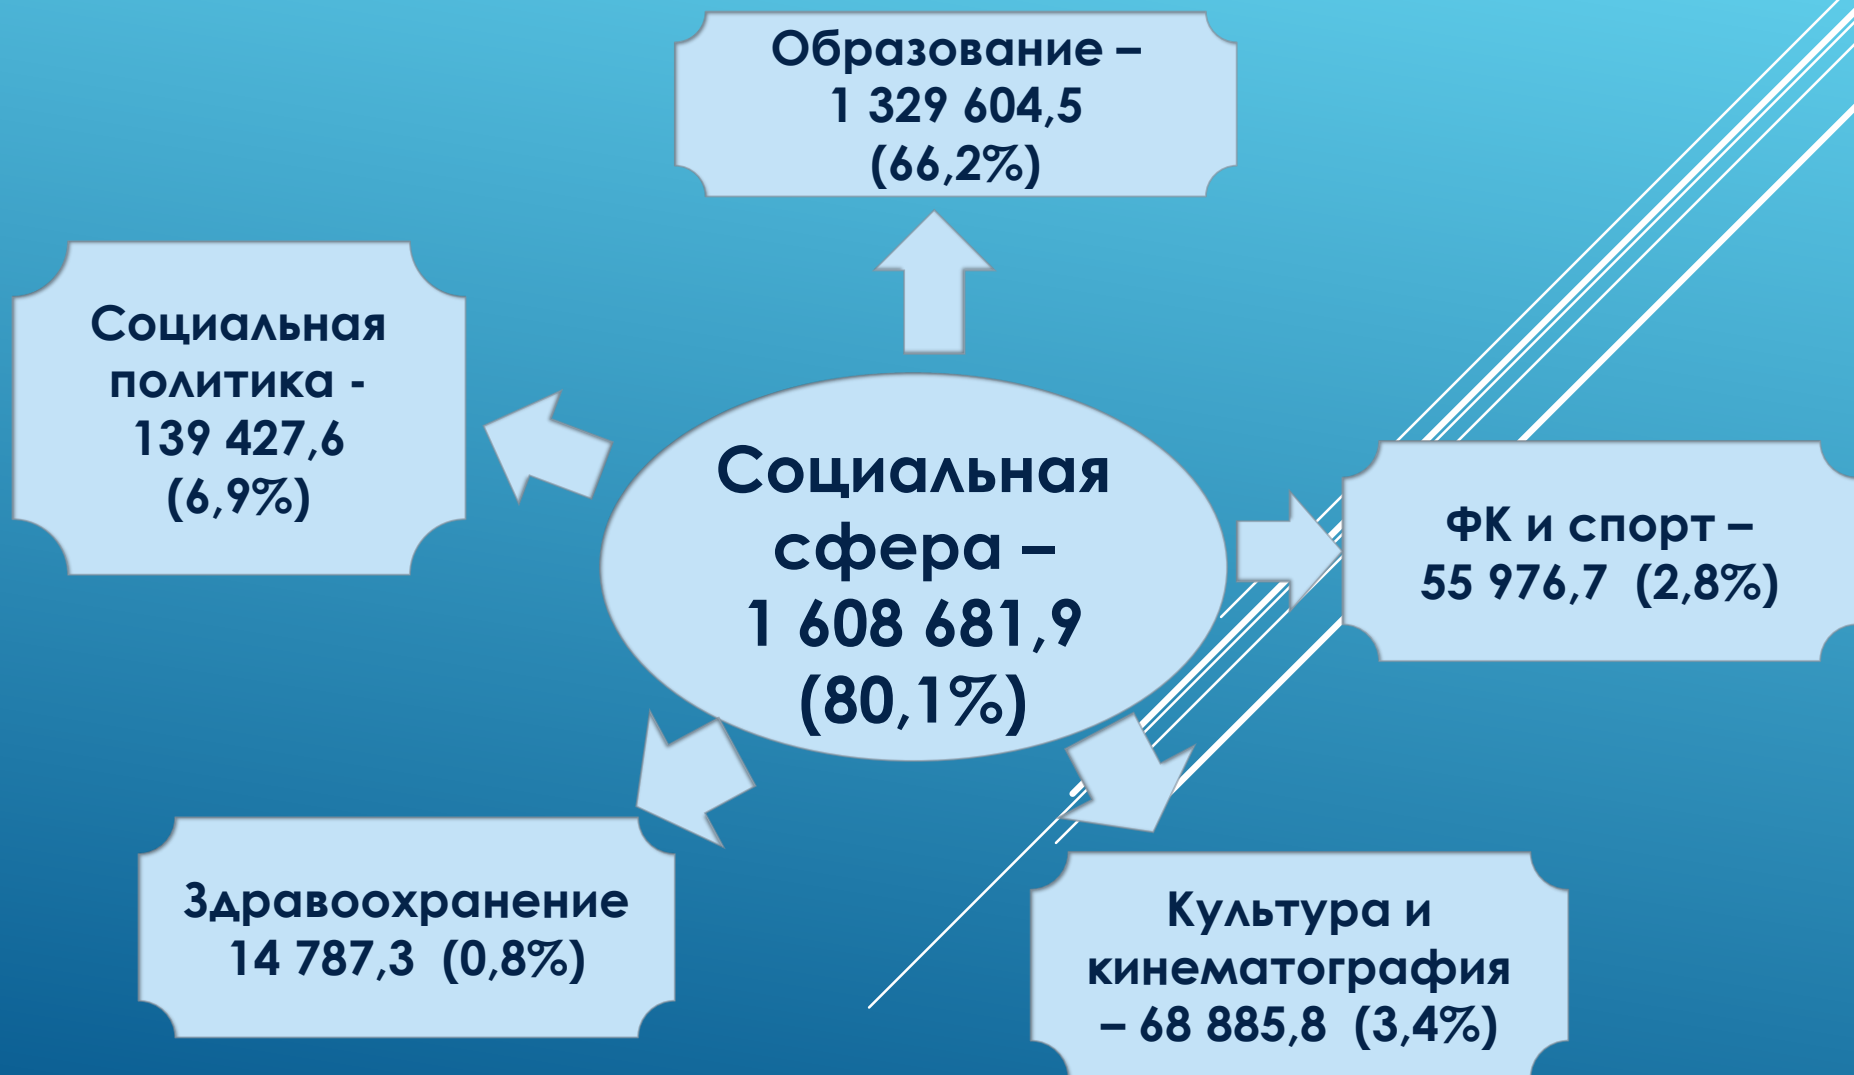 Образование –
1 329 604,5
(66,2%)
Социальная
политика -
139 427,6
(6,9%)
Социальная
сфера –
1 608 681,9
(80,1%)
ФК и спорт –
55 976,7 (2,8%)
Здравоохранение
14 787,3 (0,8%)
Культура и
кинематография
– 68 885,8 (3,4%)